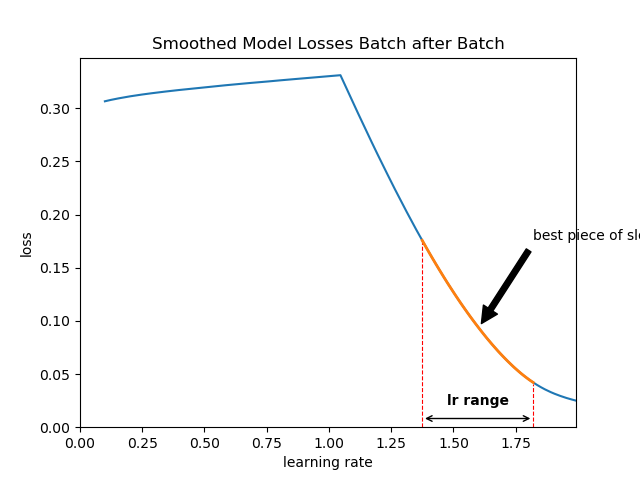 Smoothed Model Losses Batch after Batch
0.30
0.25
0.20
0.15
0.10
0.05
0.00
loss
best piece of
lr range
0.00 0.25 0.50 0.75 1.00 1.25 1.50 1.75
learning rate